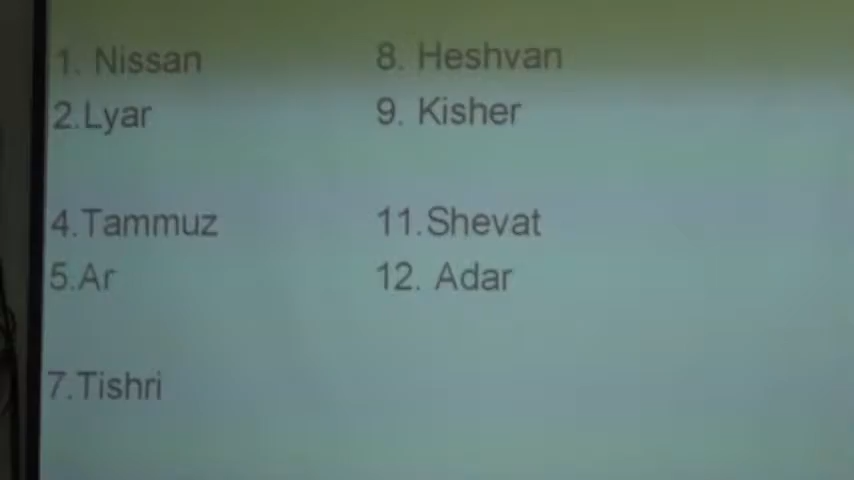 1. Nissan
2.Lyar
4.Tammuz
5.Ar
7.Tishri
8. Heshvan
9. Kisher
11.Shevat
12. Adar